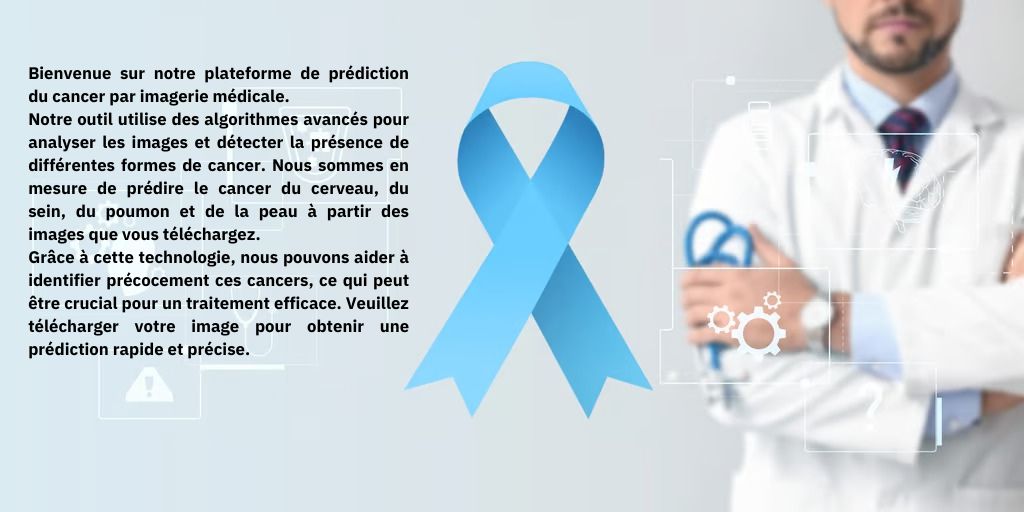 Bienvenue sur notre plateforme de prédiction
du cancer par imagerie médicale.
Notre outil utilise des algorithmes avancés pour
analyser les images et détecter la présence de
différentes formes de cancer. Nous sommes en
mesure de prédire le cancer du cerveau, du
sein, du poumon et de la peau à partir des
images que vous téléchargez.
Grâce à cette technologie, nous pouvons aider à
identifier précocement ces cancers, ce qui peut
être crucial pour un traitement efficace. Veuillez
télécharger votre image pour obtenir une
prédiction rapide et précise.